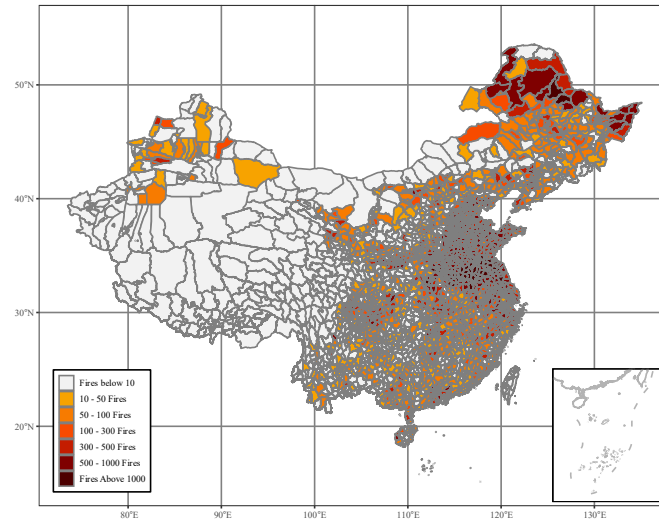 50°N
40°N
30°N
20°N
Fires below 10
10 - 50 Fires
50 - 100 Fires
100 - 300 Fires
300 - 500 Fires
500 - 1000 Fires
Fires Above 1000
80°E
90°E
100°E
110°E
120°E
130°E